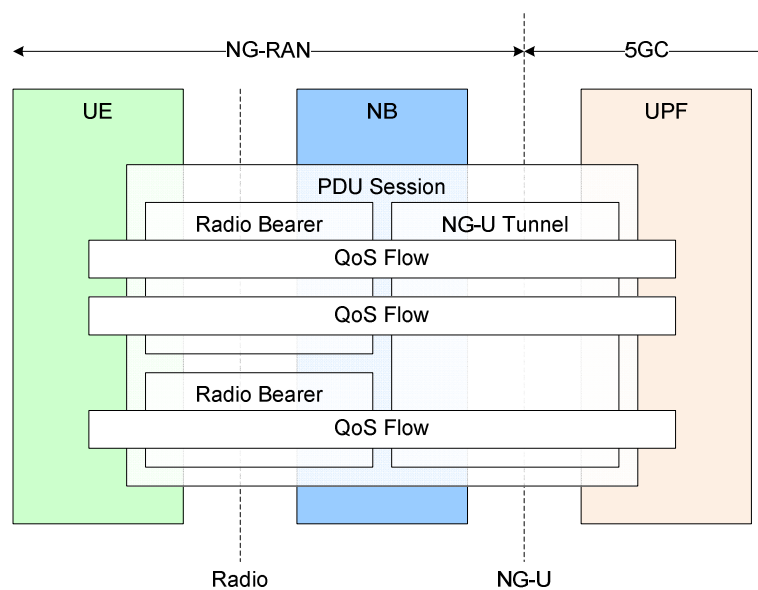 NG-RAN
5GC
UE
NB
UPF
PDU Session
Radio Bearer
NG-U Tunnel
QoS Flow
QoS Flow
Radio Bearer
QoS Flow
Radio
NG-U